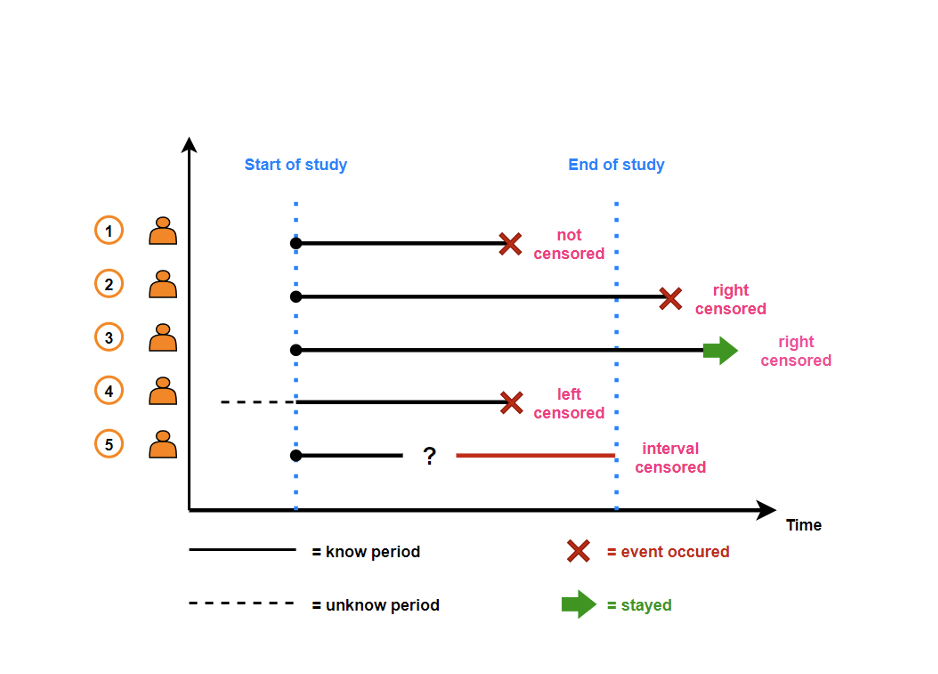 Start of study
End of study
1
not
censored
2
right
censored
3
right
censored
4
left
censored
5
?
interval
censored
Time
= know period
= event occured
= unknow period
= stayed